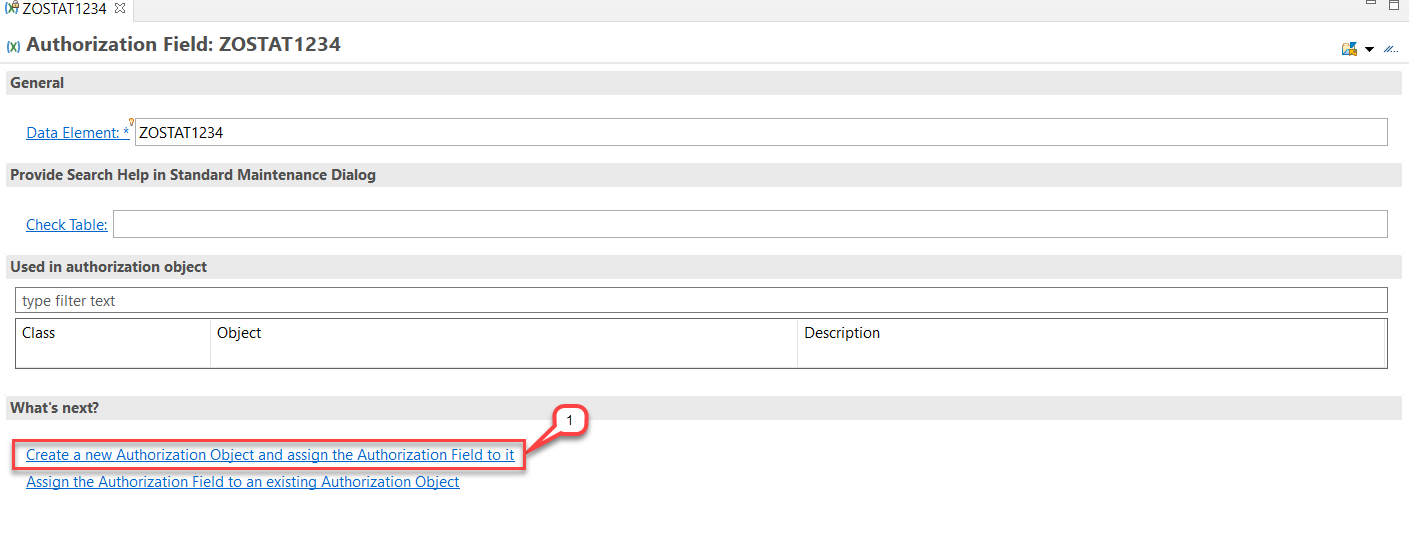 ZOSTAT1234
Authorization Field: ZOSTAT1234
General
Data Element: * ZOSTAT1234
Provide Search Help in Standard Maintenance Dialog
Check Table:
Used in authorization object
type filter text
Class Object Description
What's next?
1
Create a new Authorization Object and assign the Authorization Field to it
Assign the Authorization Field to an existing Authorization Object